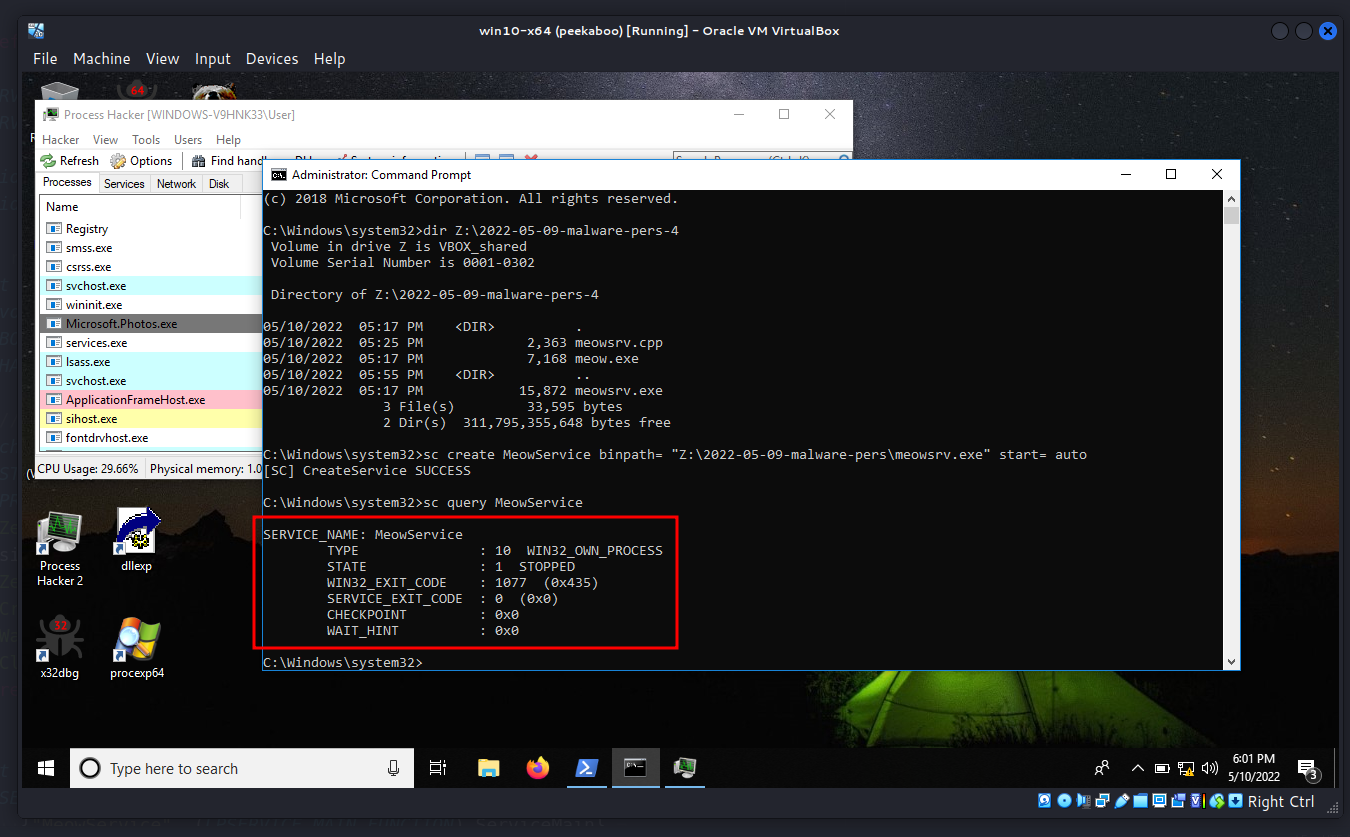 win10-x64 (peekaboo) [Running] - Oracle VM VirtualBox
File Machine View Input Devices Help
64
Process Hacker [WINDOWS-V9HNK33\User]
Hacker View Tools Users Help
Refresh Options Find
Processes Services Network Disk
Name
Registry
smss.exe
csrss.exe
svchost.exe
wininit.exe
Microsoft.Photos.exe
services.exe
lsass.exe
svchost.exe
ApplicationFrameHost.exe
sihost.exe
fontdrvhost.exe
CPU Usage: 29.66% Physical memory: 1.0
Administrator: Command Prompt
(c) 2018 Microsoft Corporation. All rights reserved.
C:\Windows\system32>dir Z:\2022-05-09-malware-pers-4
Volume in drive Z is VBOX_shared
Volume Serial Number is 0001-0302
Directory of Z:\2022-05-09-malware-pers-4
05/10/2022 05:17 PM <DIR> .
05/10/2022 05:25 PM 2,363 meowsrv.cpp
05/10/2022 05:17 PM 7,168 meow.exe
05/10/2022 05:55 PM <DIR> ..
05/10/2022 05:17 PM 15,872 meowsrv.exe
3 File(s) 33,595 bytes
2 Dir(s) 311,795,355,648 bytes free
C:\Windows\system32>sc create MeowService binpath= "Z:\2022-05-09-malware-pers\meowsrv.exe" start= auto
[SC] CreateService SUCCESS
C:\Windows\system32>sc query MeowService
SERVICE_NAME: MeowService
TYPE : 10 WIN32_OWN_PROCESS
STATE : 1 STOPPED
WIN32_EXIT_CODE : 1077 (0x435)
SERVICE_EXIT_CODE : 0 (0x0)
CHECKPOINT : 0x0
WAIT_HINT : 0x0
C:\Windows\system32>
Process
Hacker 2
dllexp
32
x32dbg
procexp64
Type here to search
6:01 PM
5/10/2022
3
Right Ctrl